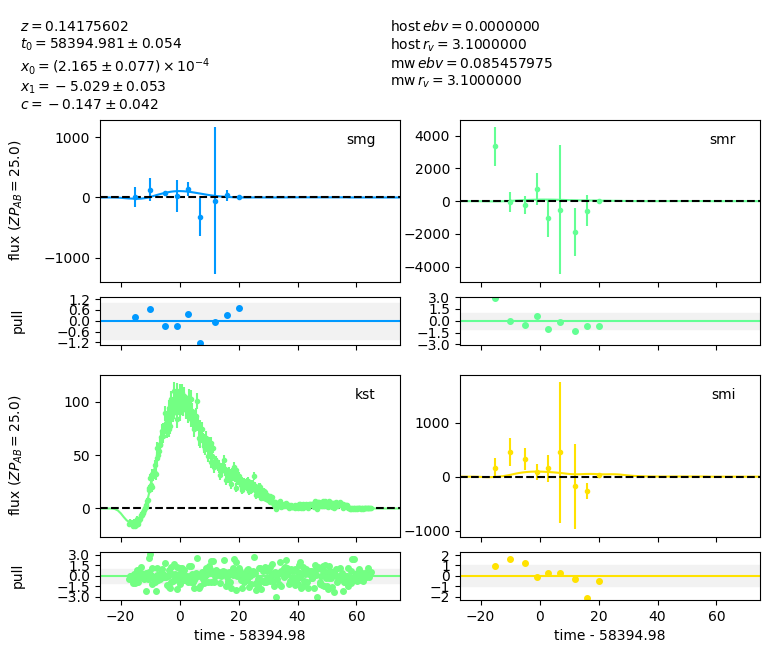 z = 0.14175602
t0 = 58394.981 ± 0.054
x0 = (2.165 ± 0.077) × 10^−4
x1 = − 5.029 ± 0.053
c = − 0.147 ± 0.042
host ebv = 0.0000000
host rv = 3.1000000
mw ebv = 0.085457975
mw rv = 3.1000000
flux (ZPAB = 25.0)
1000
0
−1000
smg
4000
2000
0
−2000
−4000
smr
pull
1.2
0.6
0.0
−0.6
−1.2
3.0
1.5
0.0
−1.5
−3.0
flux (ZPAB = 25.0)
100
50
0
kst
1000
0
−1000
smi
pull
3.0
1.5
0.0
−1.5
−3.0
−20 0 20 40 60
time - 58394.98
2
1
0
−1
−2
−20 0 20 40 60
time - 58394.98